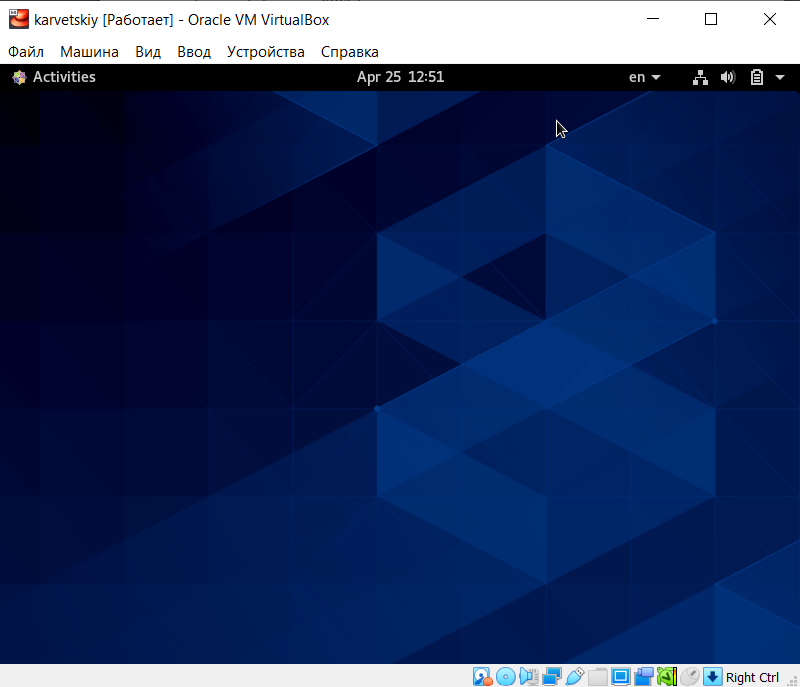 karvetskiy [Работает] - Oracle VM VirtualBox
Файл Машина Вид Ввод Устройства Справка
Activities Apr 25 12:51 en
Right Ctrl